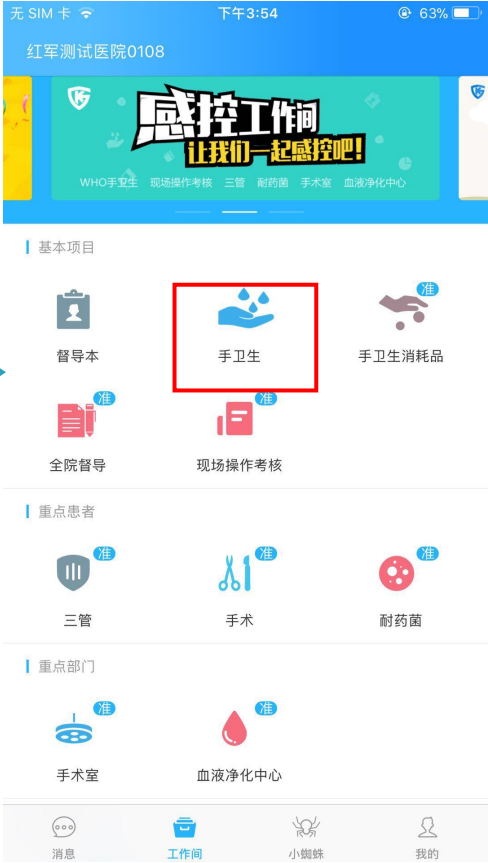 无 SIM 卡 下午3:54 63%
红军测试医院0108
感控工作间
让我们一起感控吧!
WHO手卫生 现场操作考核 三管 耐药菌 手术室 血液净化中心
基本项目
准
督导本 手卫生 手卫生消耗品
准 准
全院督导 现场操作考核
重点患者
准 准 准
三管 手术 耐药菌
重点部门
准 准
手术室 血液净化中心
消息 工作间 小蜘蛛 我的